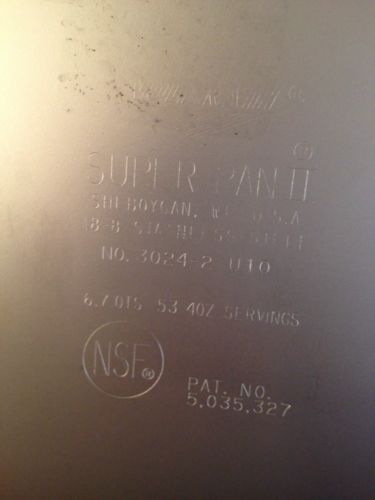 ®
SUPER PAN II
SHEBOYGAN, WI U.S.A
18-8 STAINLESS STEEL
NO. 3024-2 UTO
6.7 QTS 53 4OZ SERVINGS
NSF®
PAT. NO.
5,035,327